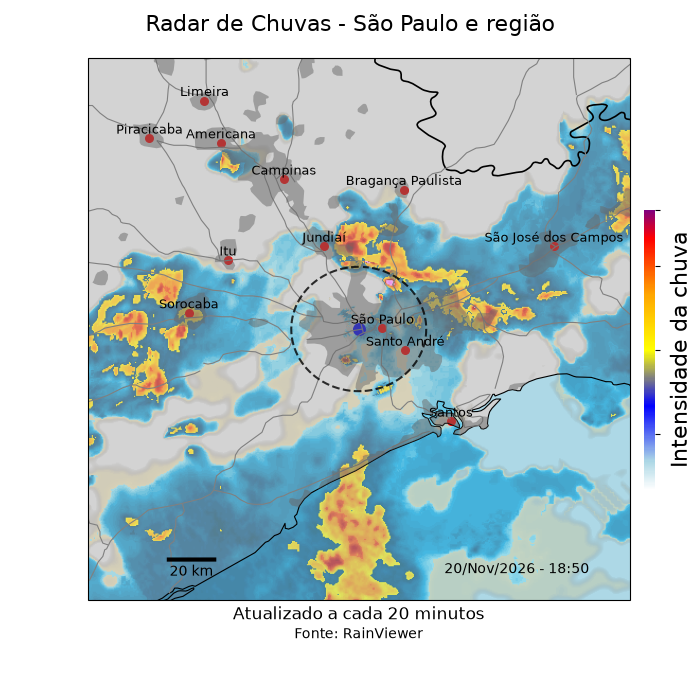 Radar de Chuvas - São Paulo e região
Limeira
Piracicaba
Americana
Campinas
Bragança Paulista
Jundiaí
São José dos Campos
Itu
Sorocaba
São Paulo
Santo André
Santos
Intensidade da chuva
20 km
20/Nov/2026 - 18:50
Atualizado a cada 20 minutos
Fonte: RainViewer